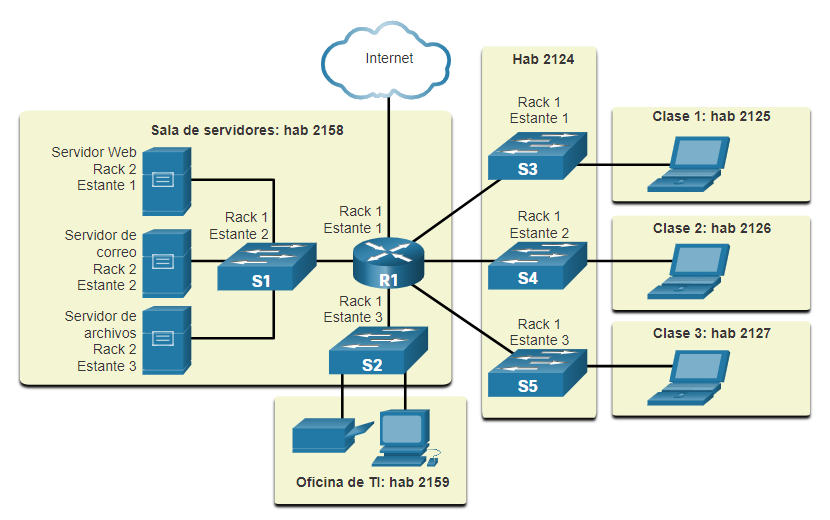 Internet
Sala de servidores: hab 2158
Servidor Web
Rack 2
Estante 1
Servidor de
correo
Rack 2
Estante 2
Servidor de
archivos
Rack 2
Estante 3
Rack 1
Estante 2
S1
Rack 1
Estante 1
R1
Rack 1
Estante 3
S2
Oficina de TI: hab 2159
Hab 2124
Rack 1
Estante 1
S3
Rack 1
Estante 2
S4
Rack 1
Estante 3
S5
Clase 1: hab 2125
Clase 2: hab 2126
Clase 3: hab 2127